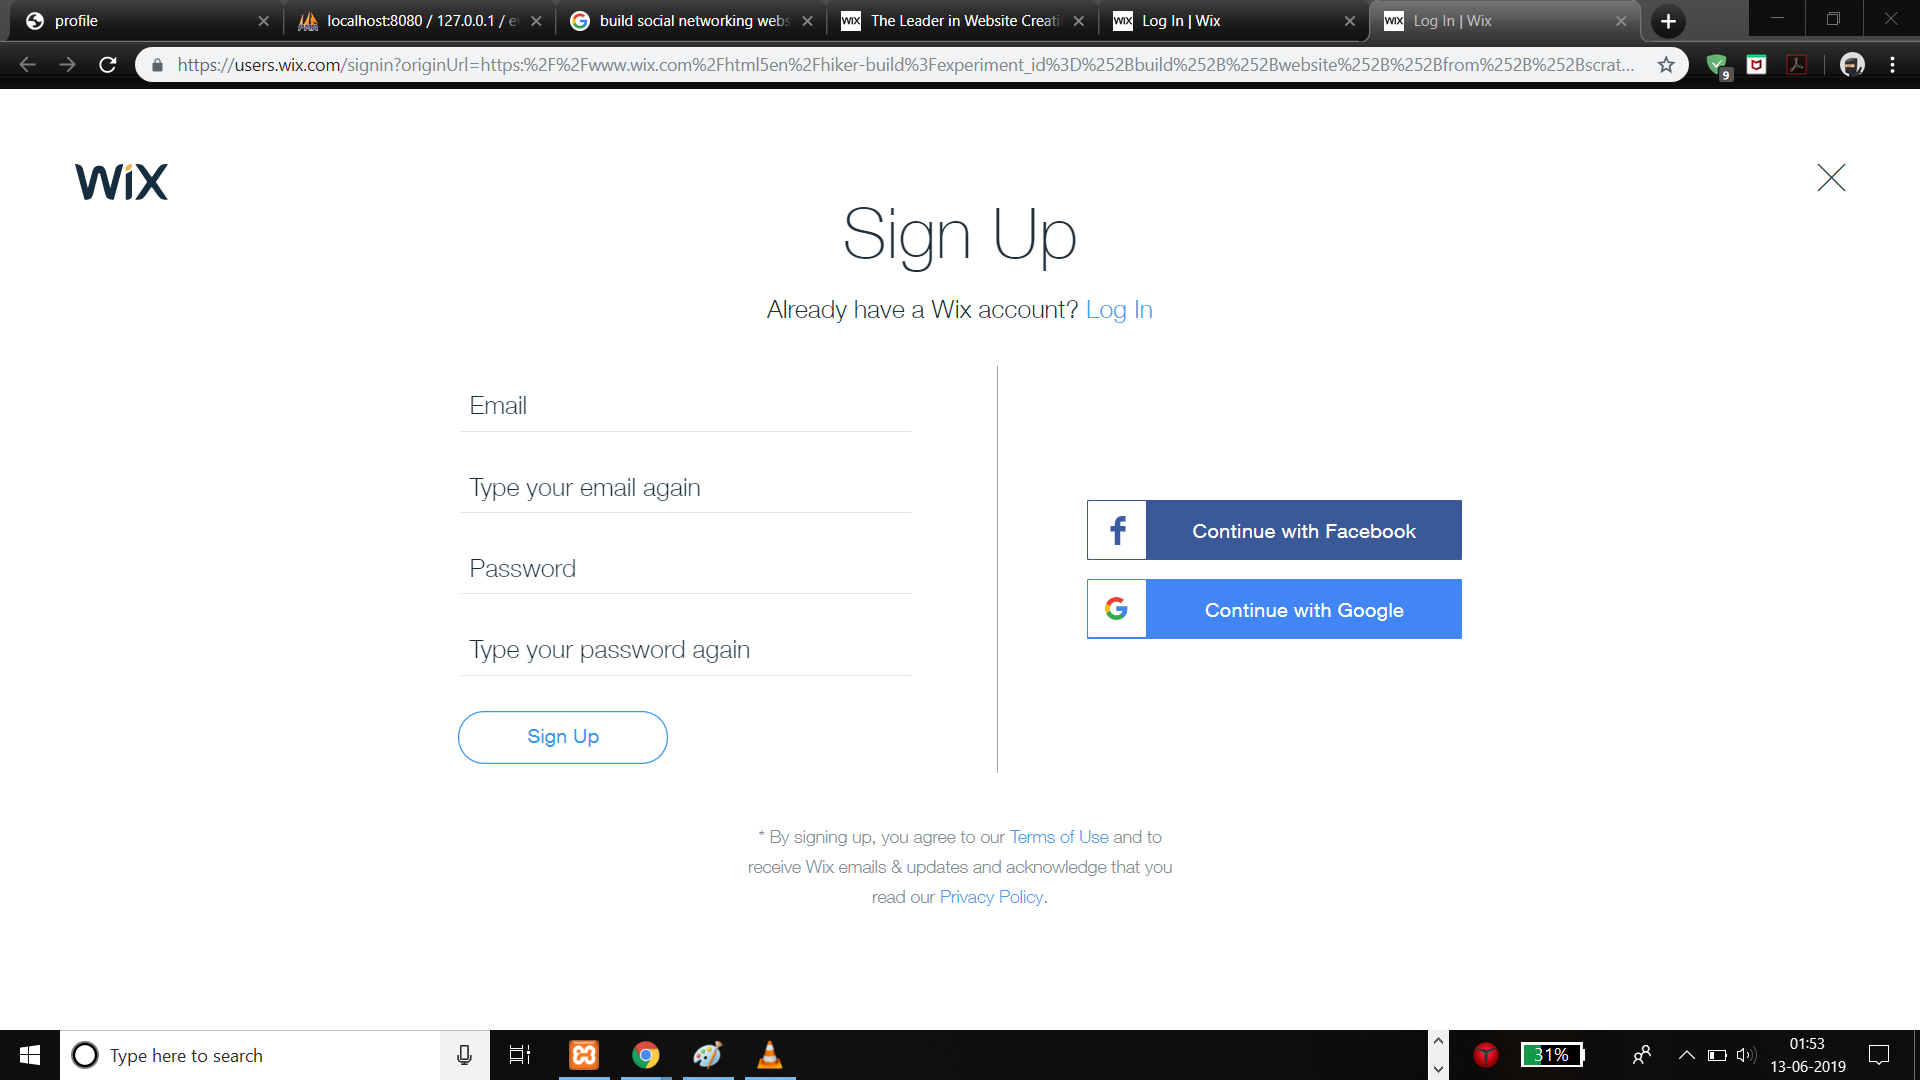 profile
localhost:8080 / 127.0.0.1 / e
build social networking webs
WIX The Leader in Website Creati
WIX Log In | Wix
WIX Log In | Wix
https://users.wix.com/signin?originUrl=https:%2F%2Fwww.wix.com%2Fhtml5en%2Fhiker-build%3Fexperiment_id%3D%252Bbuild%252B%252Bwebsite%252B%252Bfrom%252B%252Bscrat...
9
WiX
Sign Up
Already have a Wix account? Log In
Email
Type your email again
Password
Type your password again
Sign Up
f Continue with Facebook
G Continue with Google
* By signing up, you agree to our Terms of Use and to
receive Wix emails & updates and acknowledge that you
read our Privacy Policy.
Type here to search
31%
01:53
13-06-2019